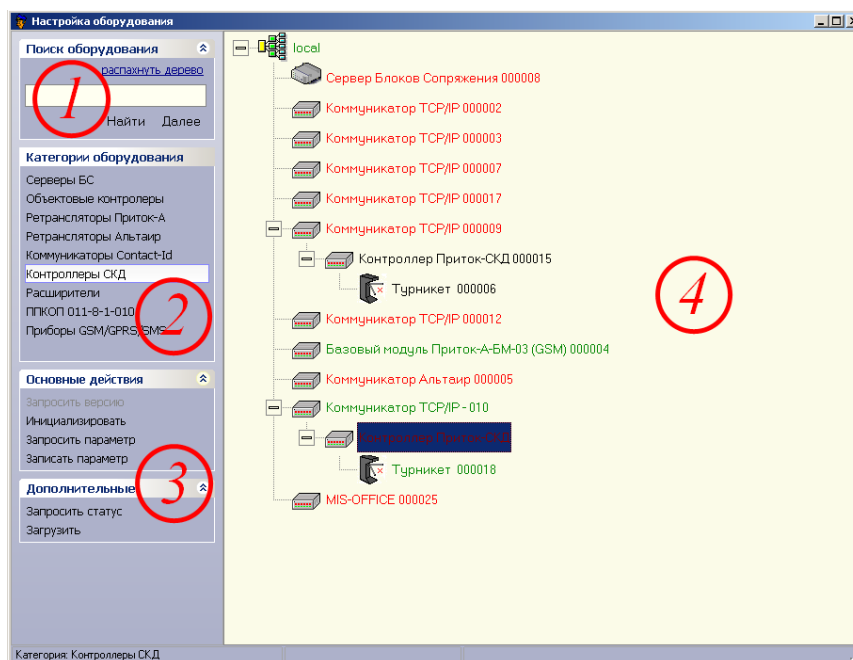 Настройка оборудования
Поиск оборудования
распахнуть дерево
1
Найти Далее
Категории оборудования
Серверы БС
Объектовые контролеры
Ретрансляторы Приток-А
Ретрансляторы Альтаир
Коммуникаторы Contact-Id
Контроллеры СКД
Расширители
ППКОП 011-8-1-010
Приборы GSM/GPRS/SMS
2
Основные действия
Запросить версию
Инициализировать
Запросить параметр
Записать параметр
3
Дополнительные
Запросить статус
Загрузить
local
Сервер Блоков Сопряжения 000008
Коммуникатор TCP/IP 000002
Коммуникатор TCP/IP 000003
Коммуникатор TCP/IP 000007
Коммуникатор TCP/IP 000017
Коммуникатор TCP/IP 000009
Контроллер Приток-СКД 000015
Турникет 000006
4
Коммуникатор TCP/IP 000012
Базовый модуль Приток-А-БМ-03 (GSM) 000004
Коммуникатор Альтаир 000005
Коммуникатор TCP/IP - 010
Контроллер Приток-СКД
Турникет 000018
MIS-OFFICE 000025
Категория: Контроллеры СКД